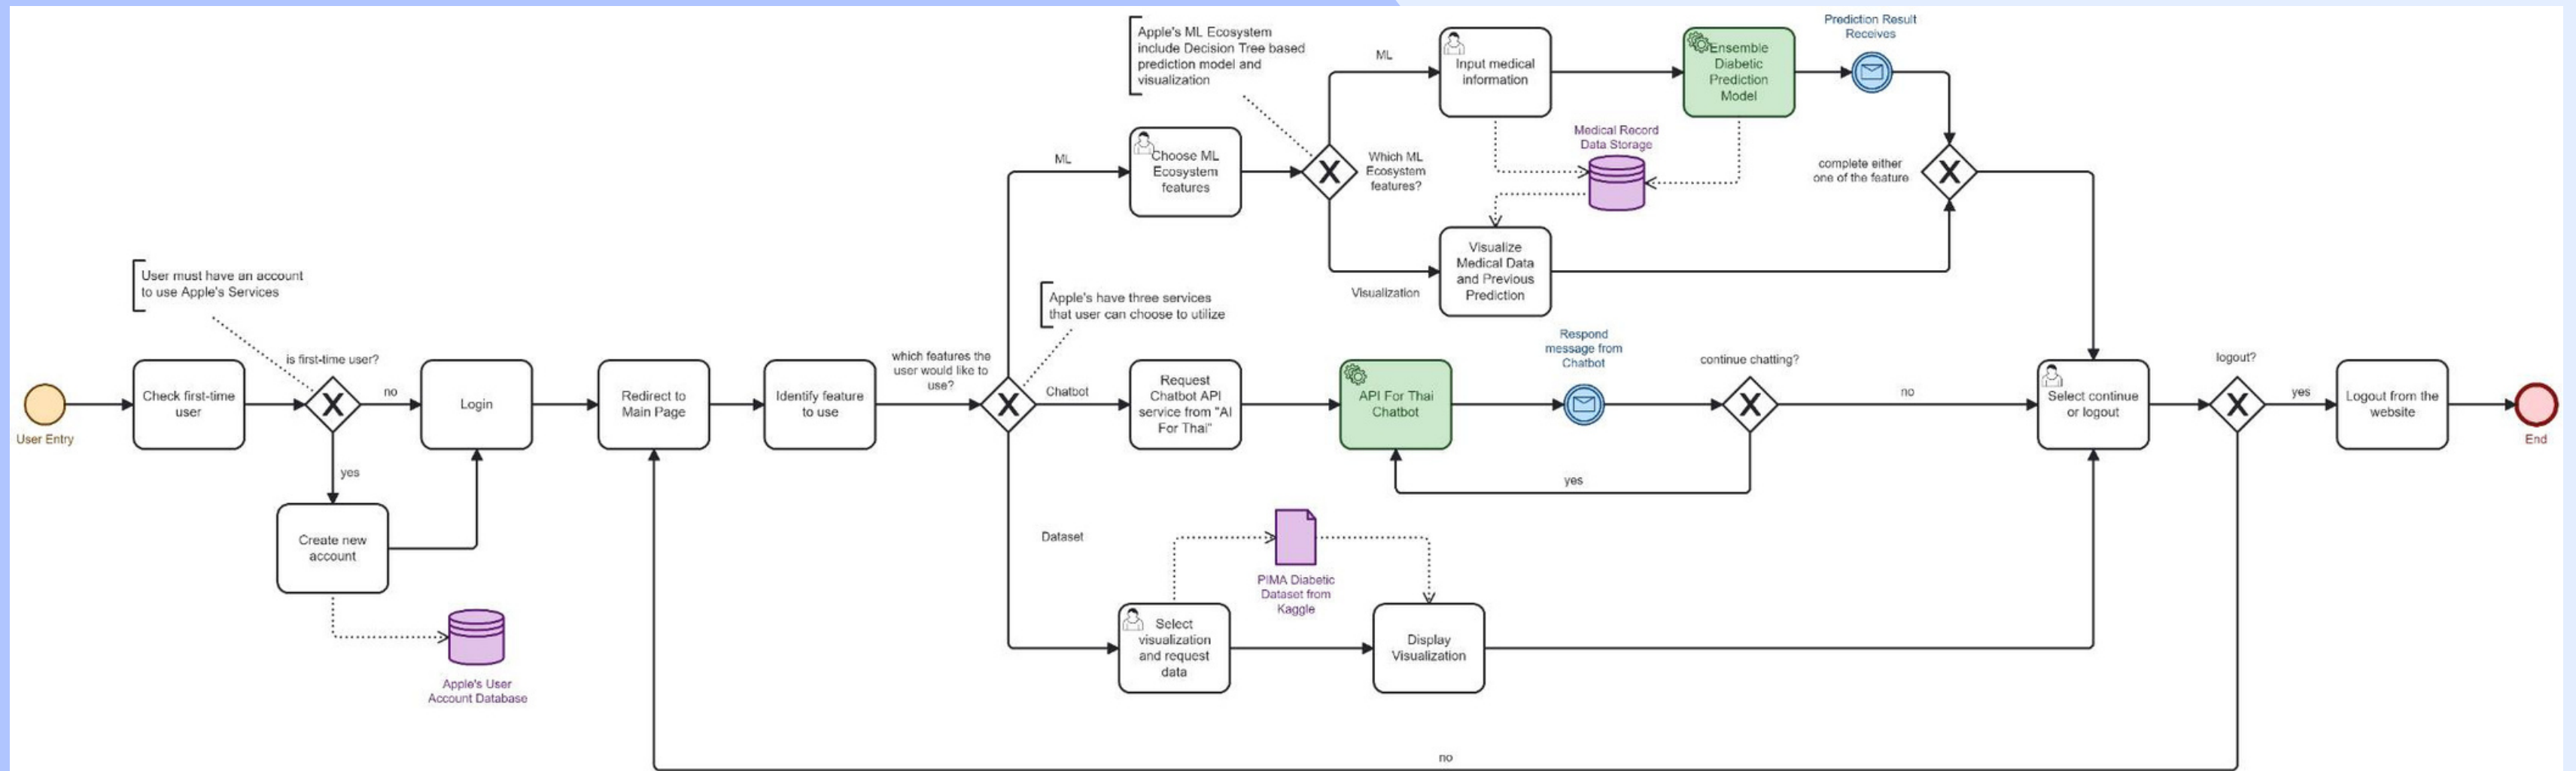 Apple's ML Ecosystem
include Decision Tree based
prediction model and
visualization
ML
Input medical
information
Ensemble
Diabetic
Prediction
Model
Prediction Result
Receives
Medical Record
Data Storage
ML
Choose ML
Ecosystem
features
Which ML
Ecosystem
features?
complete either
one of the feature
Visualization
Visualize
Medical Data
and Previous
Prediction
User must have an account
to use Apple's Services
Apple's have three services
that user can choose to utilize
User Entry
Check first-time
user
is first-time user?
no
yes
Login
Create new
account
Apple's User
Account Database
Redirect to
Main Page
Identify feature
to use
which features the
user would like to
use?
Chatbot
Request
Chatbot API
service from "AI
For Thai"
API For Thai
Chatbot
Respond
message from
Chatbot
continue chatting?
no
yes
Select continue
or logout
logout?
yes
Logout from the
website
End
Dataset
PIMA Diabetic
Dataset from
Kaggle
Select
visualization
and request
data
Display
Visualization
no